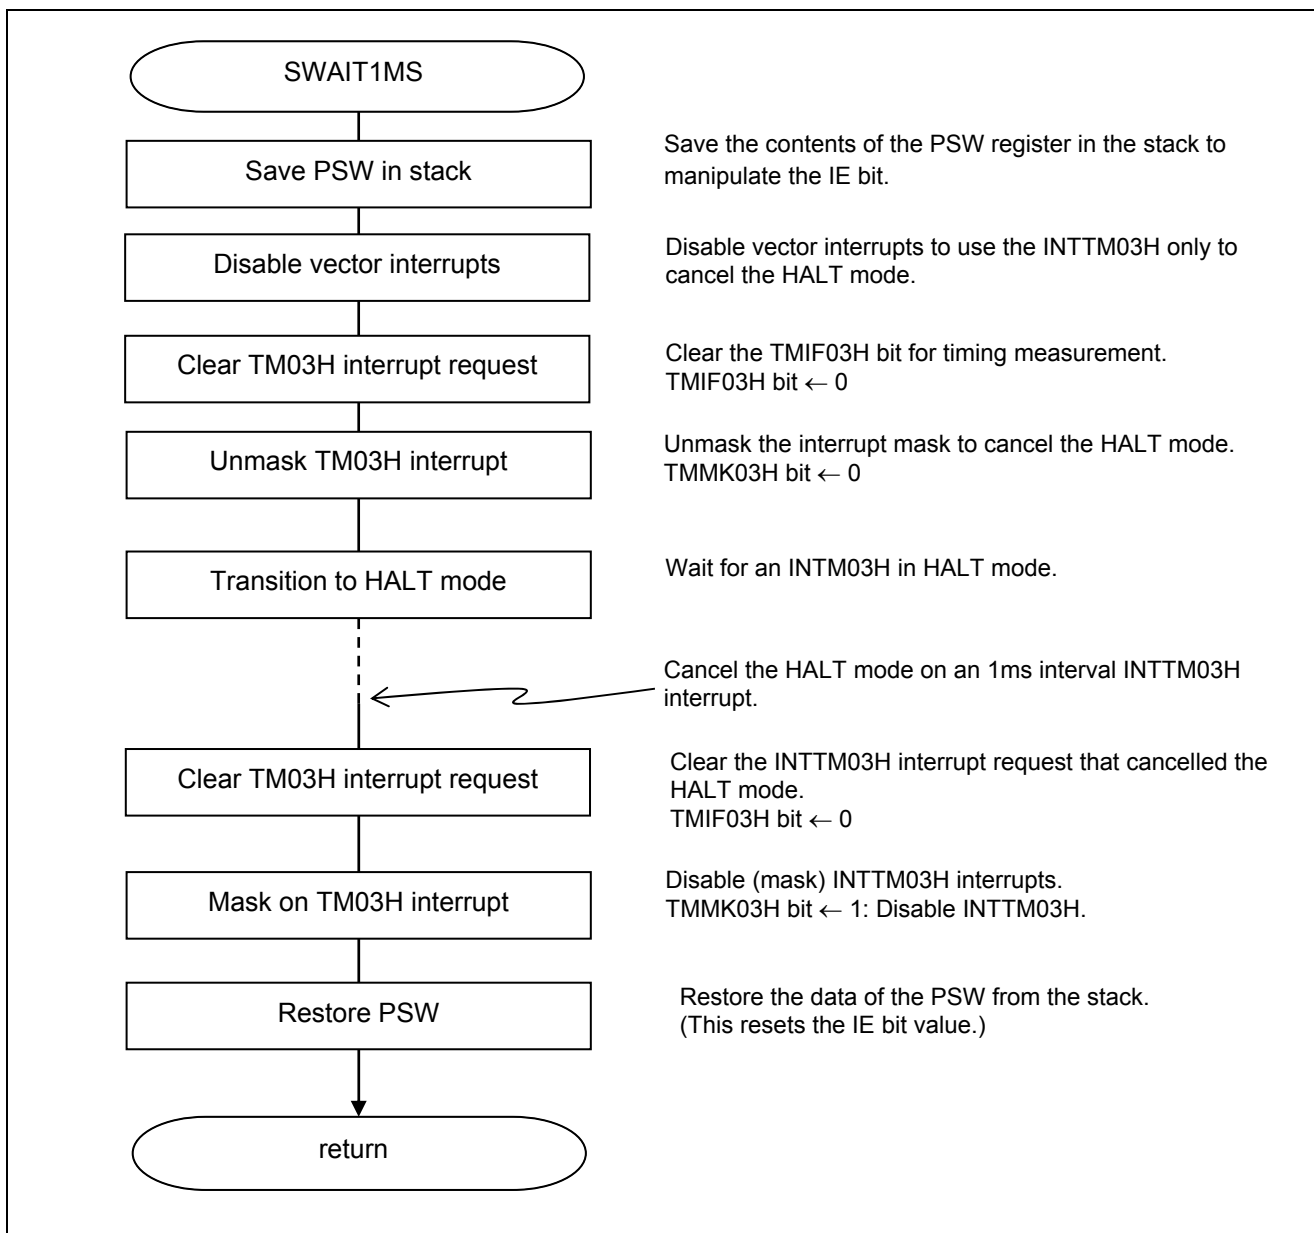 SWAIT1MS
Save PSW in stack
Save the contents of the PSW register in the stack to
manipulate the IE bit.
Disable vector interrupts
Disable vector interrupts to use the INTTM03H only to
cancel the HALT mode.
Clear TM03H interrupt request
Clear the TMIF03H bit for timing measurement.
TMIF03H bit ← 0
Unmask TM03H interrupt
Unmask the interrupt mask to cancel the HALT mode.
TMMK03H bit ← 0
Transition to HALT mode
Wait for an INTM03H in HALT mode.
Cancel the HALT mode on an 1ms interval INTTM03H
interrupt.
Clear TM03H interrupt request
Clear the INTTM03H interrupt request that cancelled the
HALT mode.
TMIF03H bit ← 0
Mask on TM03H interrupt
Disable (mask) INTTM03H interrupts.
TMMK03H bit ← 1: Disable INTTM03H.
Restore PSW
Restore the data of the PSW from the stack.
(This resets the IE bit value.)
return